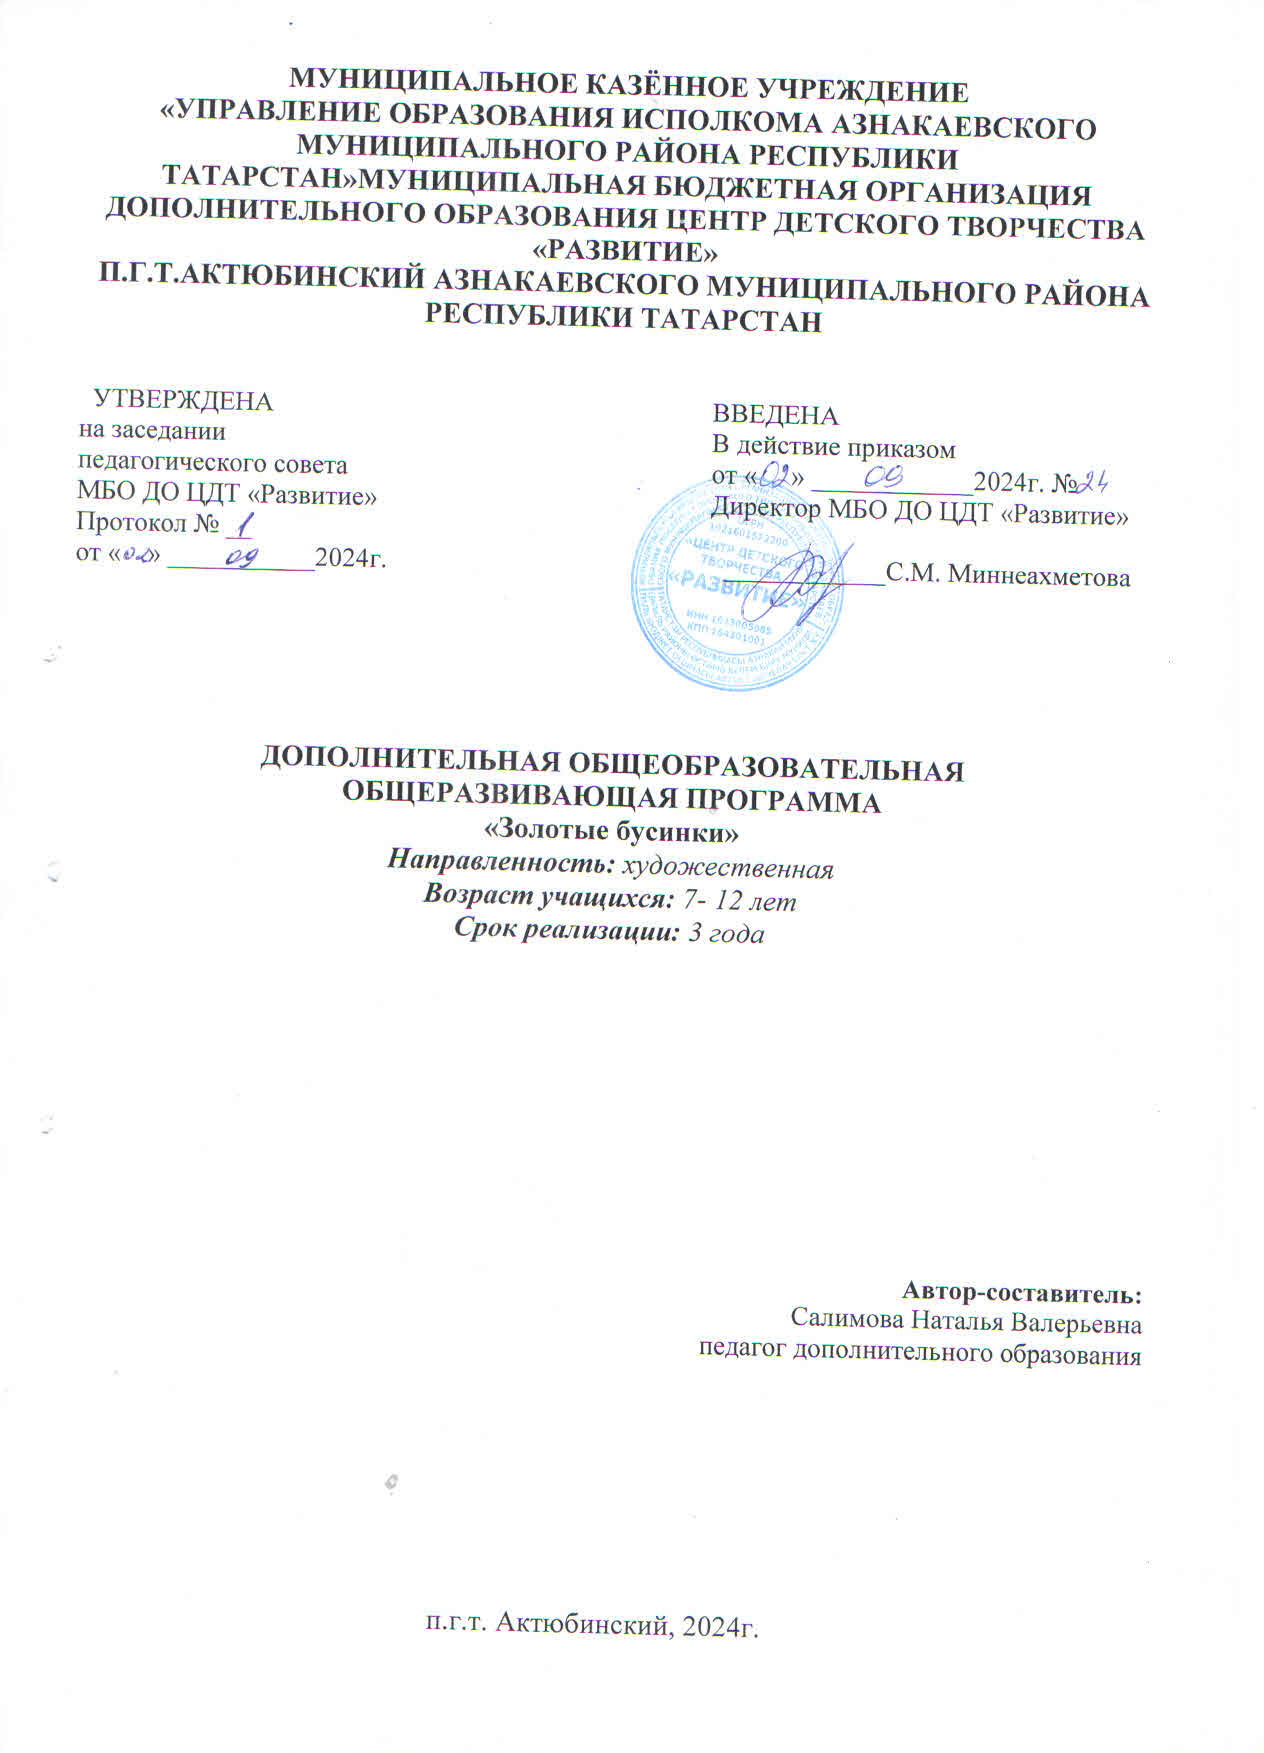 МУНИЦИПАЛЬНОЕ КАЗЁННОЕ УЧРЕЖДЕНИЕ
«УПРАВЛЕНИЕ ОБРАЗОВАНИЯ ИСПОЛКОМА АЗНАКАЕВСКОГО
МУНИЦИПАЛЬНОГО РАЙОНА РЕСПУБЛИКИ
ТАТАРСТАН»МУНИЦИПАЛЬНАЯ БЮДЖЕТНАЯ ОРГАНИЗАЦИЯ
ДОПОЛНИТЕЛЬНОГО ОБРАЗОВАНИЯ ЦЕНТР ДЕТСКОГО ТВОРЧЕСТВА
«РАЗВИТИЕ»
П.Г.Т.АКТЮБИНСКИЙ АЗНАКАЕВСКОГО МУНИЦИПАЛЬНОГО РАЙОНА
РЕСПУБЛИКИ ТАТАРСТАН
УТВЕРЖДЕНА
на заседании
педагогического совета
МБО ДО ЦДТ «Развитие»
Протокол № 1
от «02» 09 2024г.
ВВЕДЕНА
В действие приказом
от «02» 09 2024г. №24
Директор МБО ДО ЦДТ «Развитие»
С.М. Миннеахметова
«ЦЕНТР ДЕТСКОГО
ТВОРЧЕСТВА
«РАЗВИТИЕ»
ДОПОЛНИТЕЛЬНАЯ ОБЩЕОБРАЗОВАТЕЛЬНАЯ
ОБЩЕРАЗВИВАЮЩАЯ ПРОГРАММА
«Золотые бусинки»
Направленность: художественная
Возраст учащихся: 7- 12 лет
Срок реализации: 3 года
Автор-составитель:
Салимова Наталья Валерьевна
педагог дополнительного образования
п.г.т. Актюбинский, 2024г.